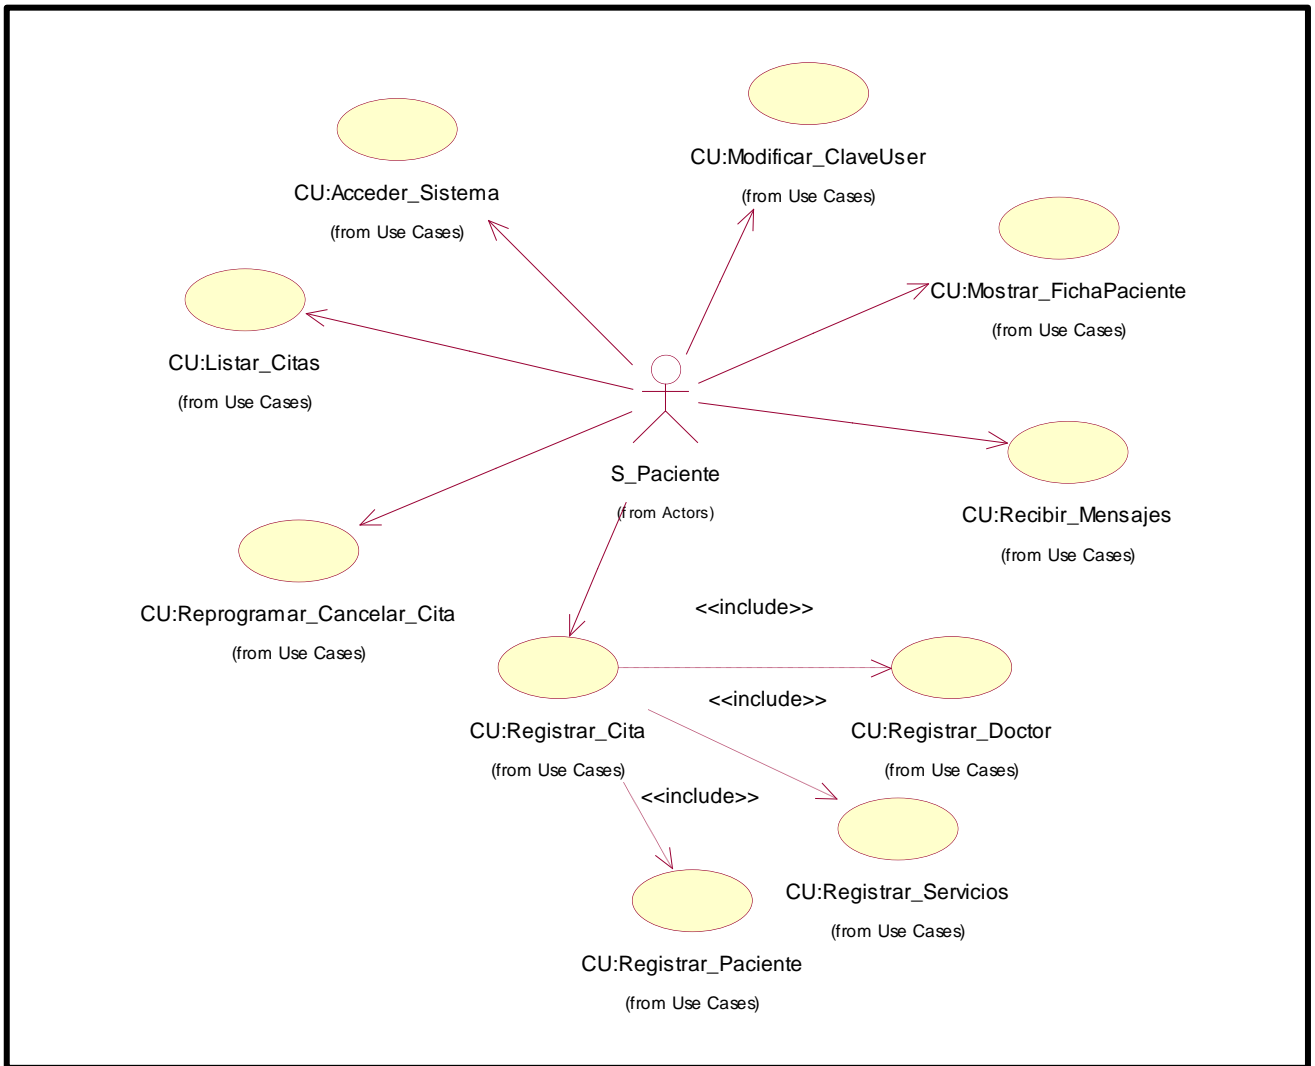 CU:Modificar_ClaveUser
(from Use Cases)
CU:Acceder_Sistema
(from Use Cases)
CU:Mostrar_FichaPaciente
(from Use Cases)
CU:Listar_Citas
(from Use Cases)
S_Paciente
(from Actors)
CU:Recibir_Mensajes
(from Use Cases)
CU:Reprogramar_Cancelar_Cita
(from Use Cases)
<<include>>
<<include>>
CU:Registrar_Cita
(from Use Cases)
CU:Registrar_Doctor
(from Use Cases)
<<include>>
CU:Registrar_Servicios
(from Use Cases)
CU:Registrar_Paciente
(from Use Cases)